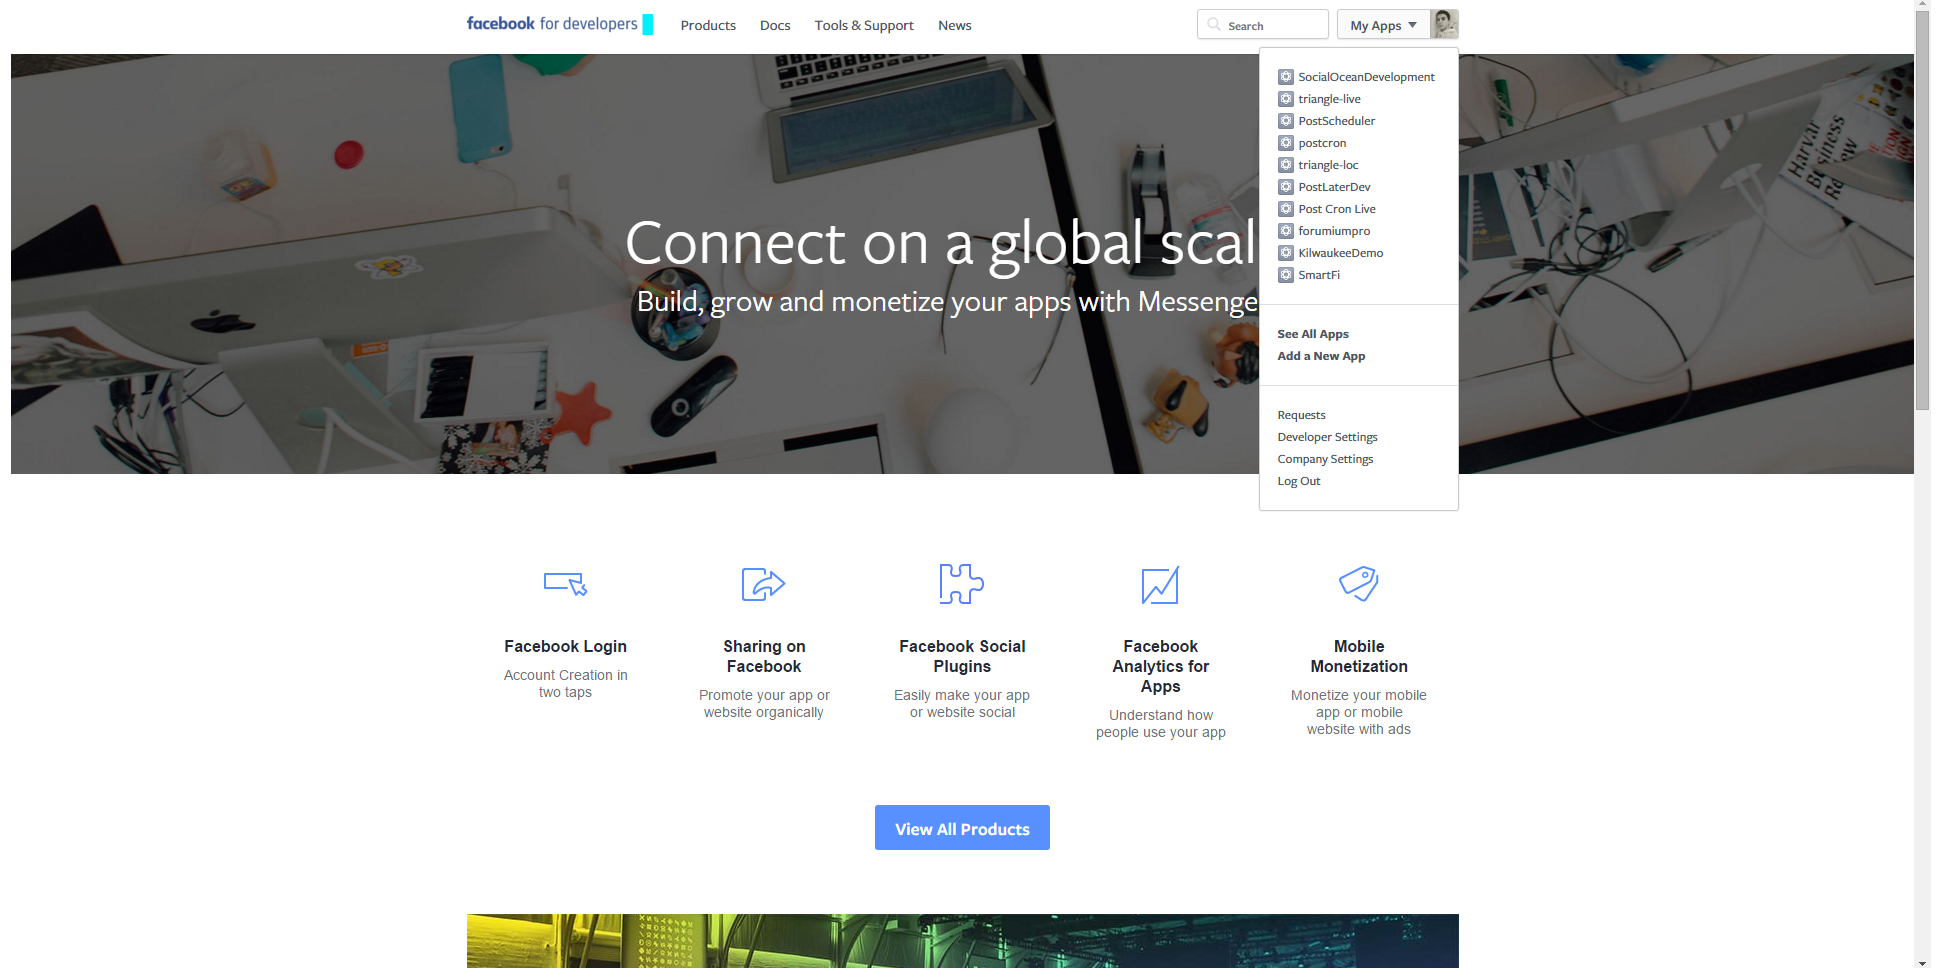 facebook for developers
Products
Docs
Tools & Support
News
Search
My Apps
SocialOceanDevelopment
triangle-live
PostScheduler
postcron
triangle-loc
PostLaterDev
Post Cron Live
forumiumpro
KilwaukeeDemo
SmartFi
See All Apps
Add a New App
Requests
Developer Settings
Company Settings
Log Out
Connect on a global scal
Build, grow and monetize your apps with Messenge
Harvar
Business
Re
Facebook Login
Account Creation in
two taps
Sharing on
Facebook
Promote your app or
website organically
Facebook Social
Plugins
Easily make your app
or website social
Facebook
Analytics for
Apps
Understand how
people use your app
Mobile
Monetization
Monetize your mobile
app or mobile
website with ads
View All Products